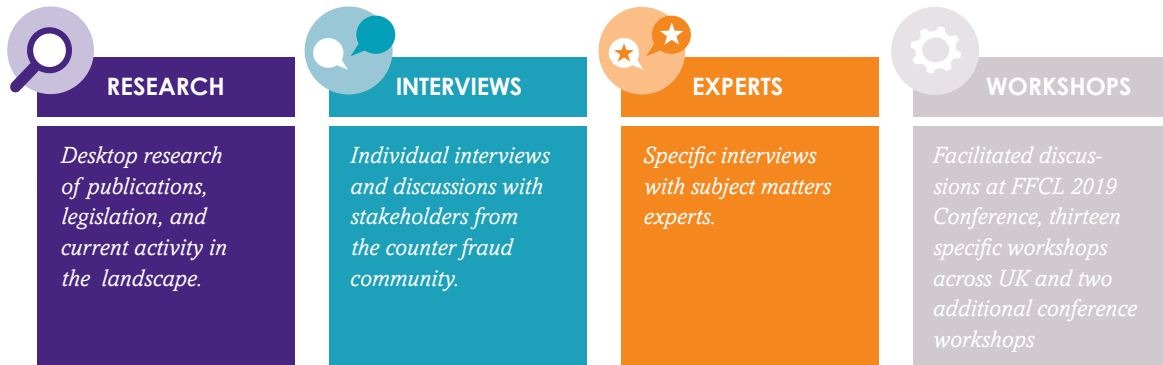 RESEARCH
Desktop research
of publications,
legislation, and
current activity in
the  landscape.
INTERVIEWS
Individual interviews
and discussions with
stakeholders from
the counter fraud
community.
EXPERTS
Specific interviews
with subject matters
experts.
WORKSHOPS
Facilitated discus-
sions at FFCL 2019
Conference, thirteen
specific workshops
across UK and two
additional conference
workshops